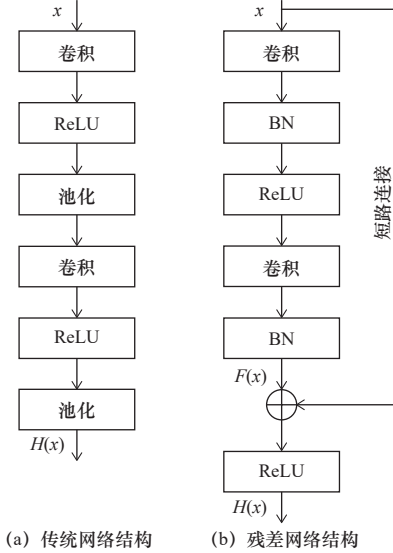 x
卷积
ReLU
池化
卷积
ReLU
池化
H(x)
(a) 传统网络结构
x
卷积
BN
ReLU
卷积
BN
F(x)
ReLU
H(x)
短路连接
(b) 残差网络结构